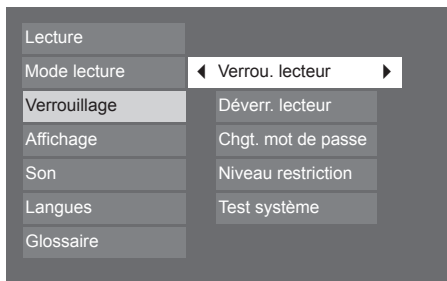 Lecture
Mode lecture
Verrouillage
Affichage
Son
Langues
Glossaire
Verrou. lecteur
Déverr. lecteur
Chgt. mot de passe
Niveau restriction
Test système